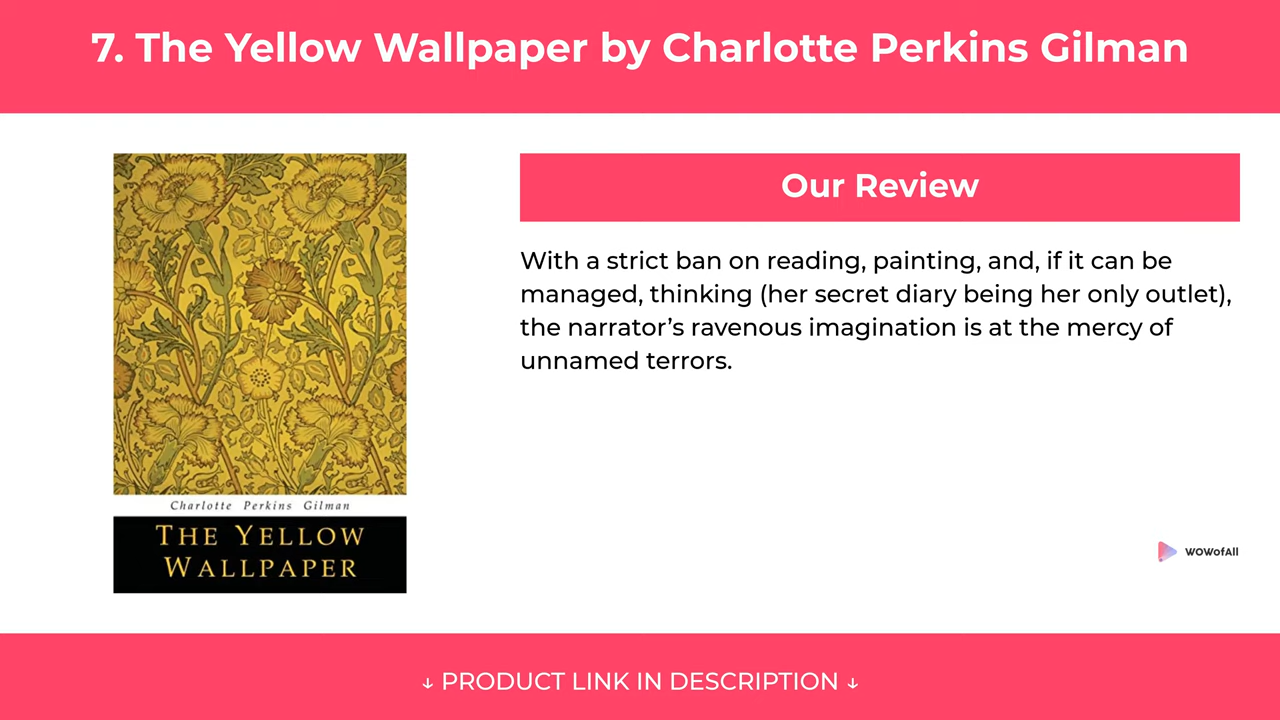 7. The Yellow Wallpaper by Charlotte Perkins Gilman
Charlotte Perkins Gilman
THE YELLOW
WALLPAPER
Our Review
With a strict ban on reading, painting, and, if it can be
managed, thinking (her secret diary being her only outlet),
the narrator’s ravenous imagination is at the mercy of
unnamed terrors.
WOWofAll
↓ PRODUCT LINK IN DESCRIPTION ↓